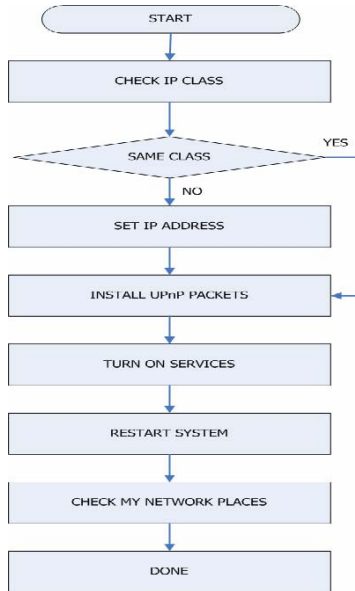 START
CHECK IP CLASS
SAME CLASS
YES
NO
SET IP ADDRESS
INSTALL UPnP PACKETS
TURN ON SERVICES
RESTART SYSTEM
CHECK MY NETWORK PLACES
DONE